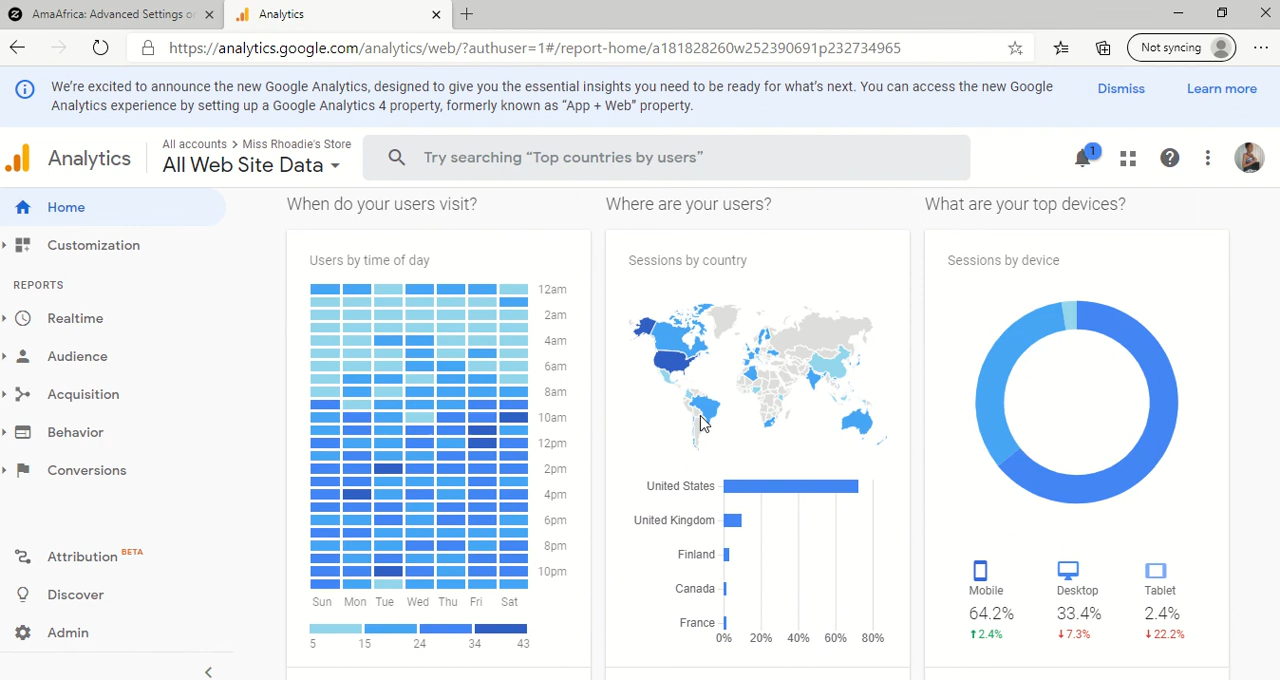 AmaAfrica: Advanced Settings o
Analytics
https://analytics.google.com/analytics/web/?authuser=1#/report-home/a181828260w252390691p232734965
Not syncing
We're excited to announce the new Google Analytics, designed to give you the essential insights you need to be ready for what's next. You can access the new Google
Analytics experience by setting up a Google Analytics 4 property, formerly known as "App + Web" property.
Dismiss
Learn more
Analytics
All accounts > Miss Rhoadie's Store
All Web Site Data
Try searching "Top countries by users"
1
Home
Customization
REPORTS
Realtime
Audience
Acquisition
Behavior
Conversions
Attribution BETA
Discover
Admin
When do your users visit?
Users by time of day
12am
2am
4am
6am
8am
10am
12pm
2pm
4pm
6pm
8pm
10pm
Sun Mon Tue Wed Thu Fri Sat
5 15 24 34 43
Where are your users?
Sessions by country
United States
United Kingdom
Finland
Canada
France
0% 20% 40% 60% 80%
What are your top devices?
Sessions by device
Mobile
64.2%
↑2.4%
Desktop
33.4%
↓7.3%
Tablet
2.4%
↓22.2%